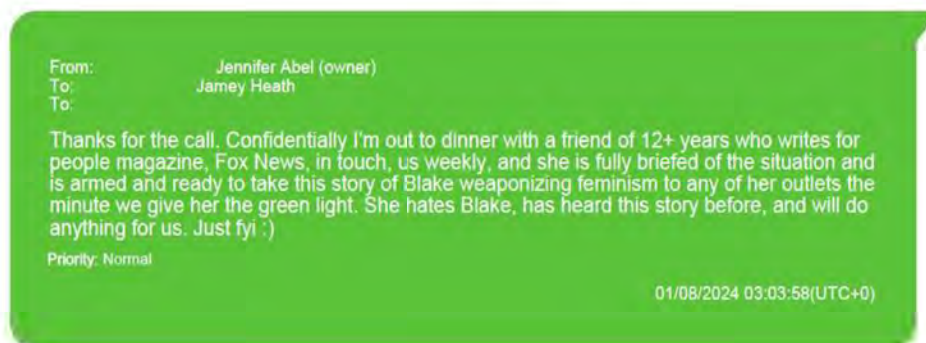 From: Jennifer Abel (owner)
To: Jamey Heath
To:
Thanks for the call. Confidentially I'm out to dinner with a friend of 12+ years who writes for
people magazine, Fox News, in touch, us weekly, and she is fully briefed of the situation and
is armed and ready to take this story of Blake weaponizing feminism to any of her outlets the
minute we give her the green light. She hates Blake, has heard this story before, and will do
anything for us. Just fyi :)
Priority: Normal
01/08/2024 03:03:58(UTC+0)